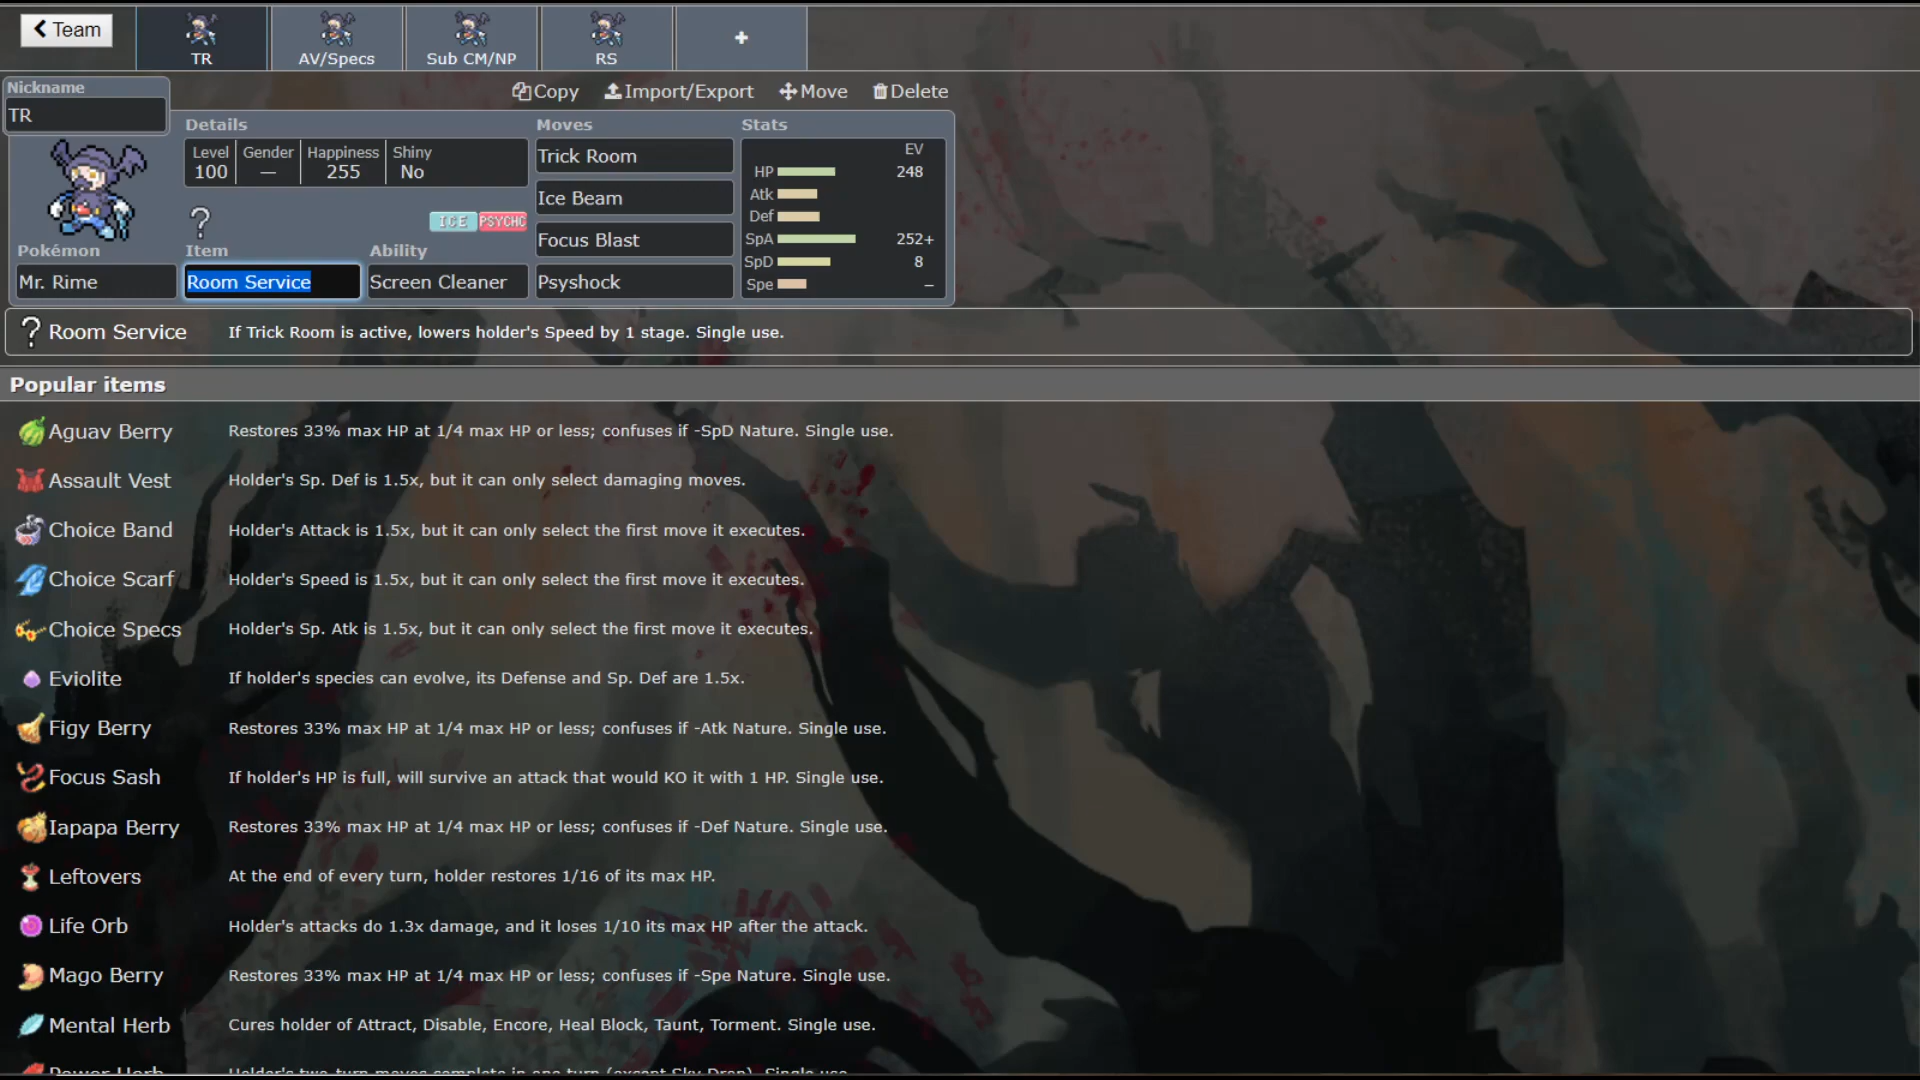 Team
TR
AV/Specs
Sub CM/NP
RS
+
Nickname
TR
Copy
Import/Export
Move
Delete
Details
Level
100
Gender
—
Happiness
255
Shiny
No
?
ICE
PSYCHC
Pokémon
Mr. Rime
Item
Room Service
Ability
Screen Cleaner
Moves
Trick Room
Ice Beam
Focus Blast
Psyshock
Stats
EV
HP 248
Atk
Def
SpA 252+
SpD 8
Spe –
? Room Service If Trick Room is active, lowers holder's Speed by 1 stage. Single use.
Popular items
Aguav Berry Restores 33% max HP at 1/4 max HP or less; confuses if -SpD Nature. Single use.
Assault Vest Holder's Sp. Def is 1.5x, but it can only select damaging moves.
Choice Band Holder's Attack is 1.5x, but it can only select the first move it executes.
Choice Scarf Holder's Speed is 1.5x, but it can only select the first move it executes.
Choice Specs Holder's Sp. Atk is 1.5x, but it can only select the first move it executes.
Eviolite If holder's species can evolve, its Defense and Sp. Def are 1.5x.
Figy Berry Restores 33% max HP at 1/4 max HP or less; confuses if -Atk Nature. Single use.
Focus Sash If holder's HP is full, will survive an attack that would KO it with 1 HP. Single use.
Iapapa Berry Restores 33% max HP at 1/4 max HP or less; confuses if -Def Nature. Single use.
Leftovers At the end of every turn, holder restores 1/16 of its max HP.
Life Orb Holder's attacks do 1.3x damage, and it loses 1/10 its max HP after the attack.
Mago Berry Restores 33% max HP at 1/4 max HP or less; confuses if -Spe Nature. Single use.
Mental Herb Cures holder of Attract, Disable, Encore, Heal Block, Taunt, Torment. Single use.
Power Herb Holder's two-turn moves complete in one turn (except Sky Drop). Single use.